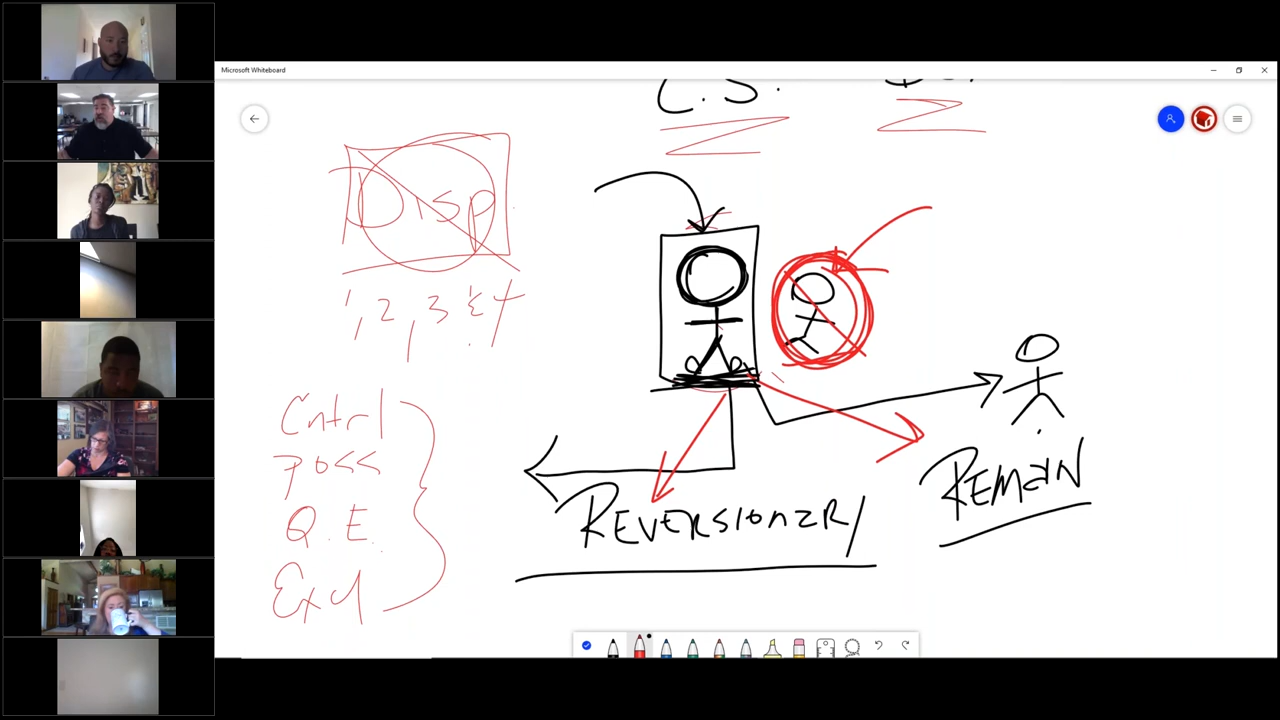 Microsoft Whiteboard
C.S.
Disp
1, 2, 3 & 4
Cntrl
Poss
Q. E.
Excl
REMAIN
REVERSIONARY